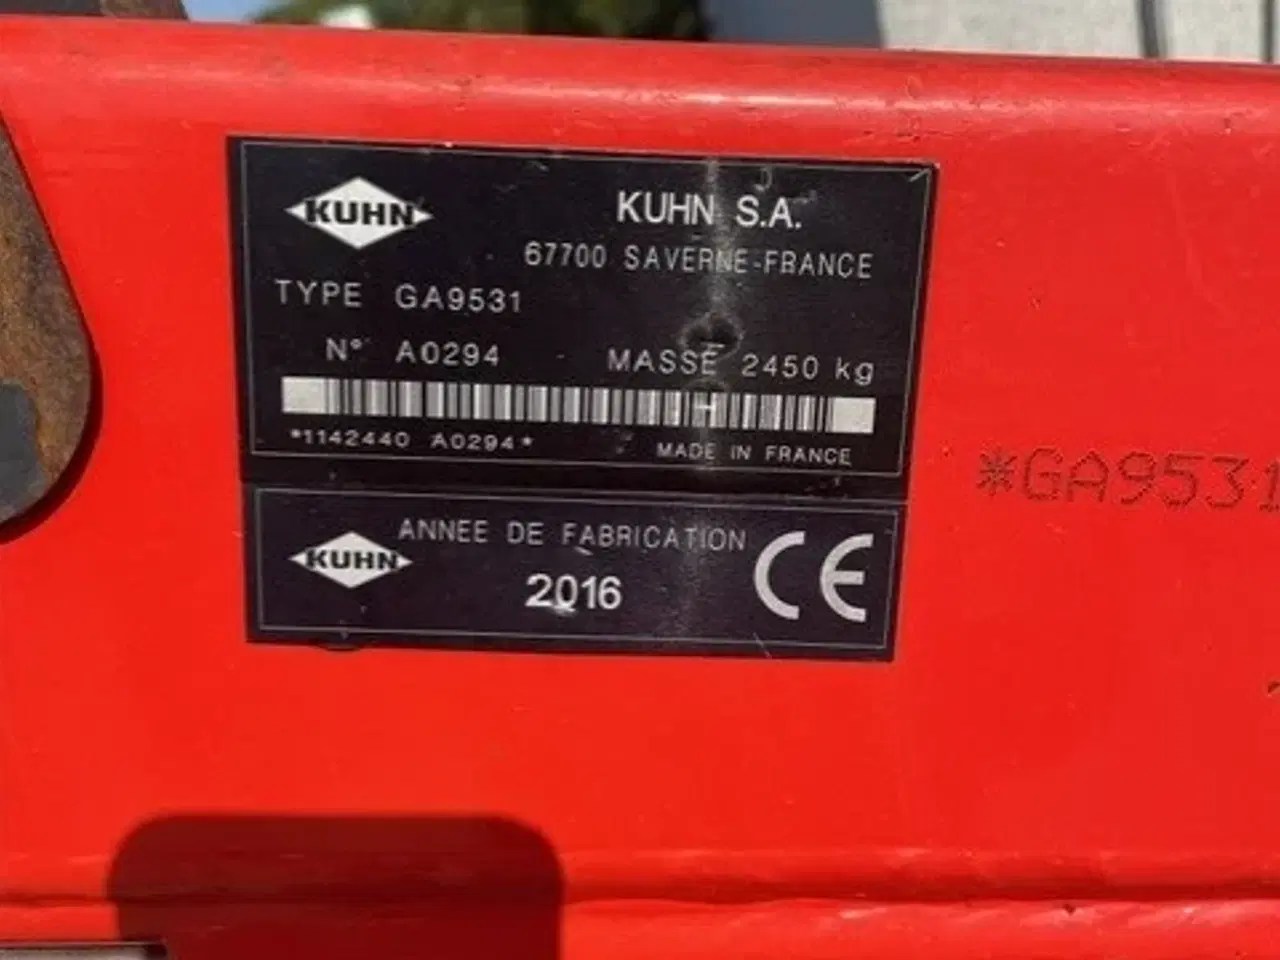 KUHN
KUHN S.A.
67700 SAVERNE-FRANCE
TYPE GA9531
N° A0294 MASSE 2450 kg
*1142440 A0294* MADE IN FRANCE
KUHN
ANNEE DE FABRICATION
2016
CE
*GA9531